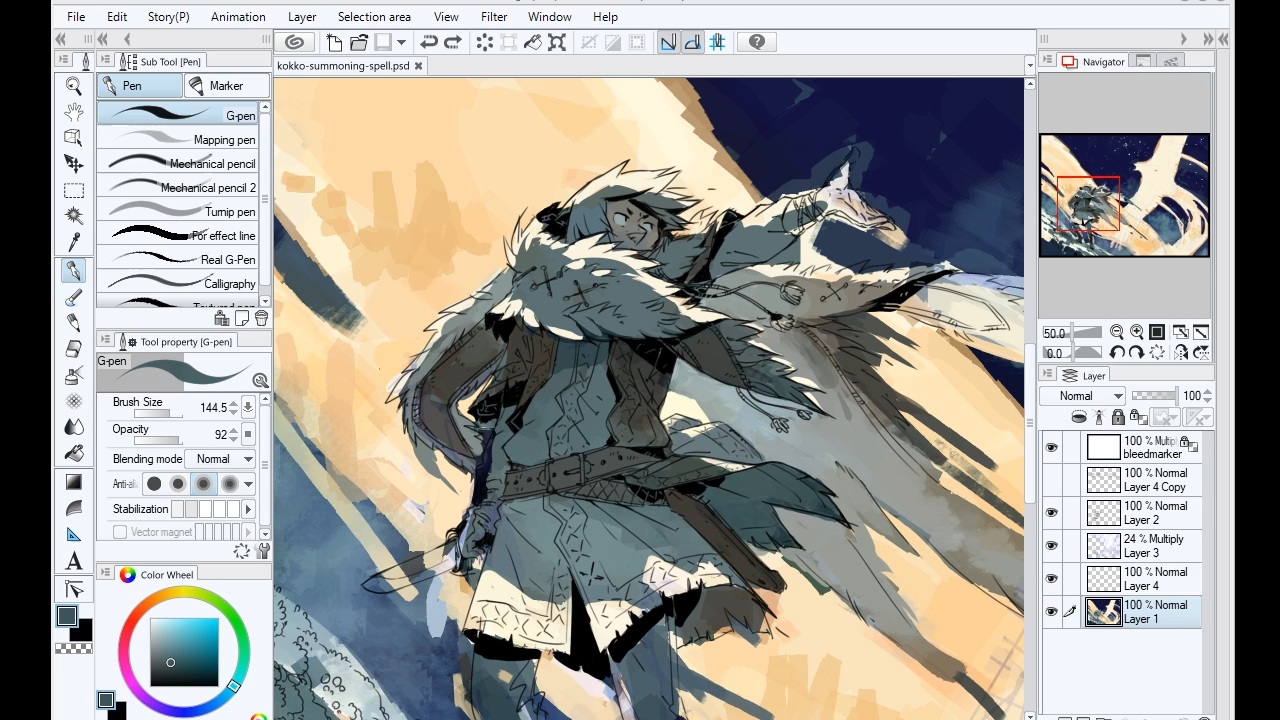 File Edit Story(P) Animation Layer Selection area View Filter Window Help
Sub Tool [Pen]
Pen Marker
G-pen
Mapping pen
Mechanical pencil
Mechanical pencil 2
Turnip pen
For effect line
Real G-Pen
Calligraphy
Tool property [G-pen]
G-pen
Brush Size 144.5
Opacity 92
Blending mode Normal
Anti-al
Stabilization
Vector magnet
Color Wheel
A
kokko-summoning-spell.psd
Navigator
50.0
0.0
Layer
Normal 100
100 % Multipl
bleedmarker
100 % Normal
Layer 4 Copy
100 % Normal
Layer 2
24 % Multiply
Layer 3
100 % Normal
Layer 4
100 % Normal
Layer 1